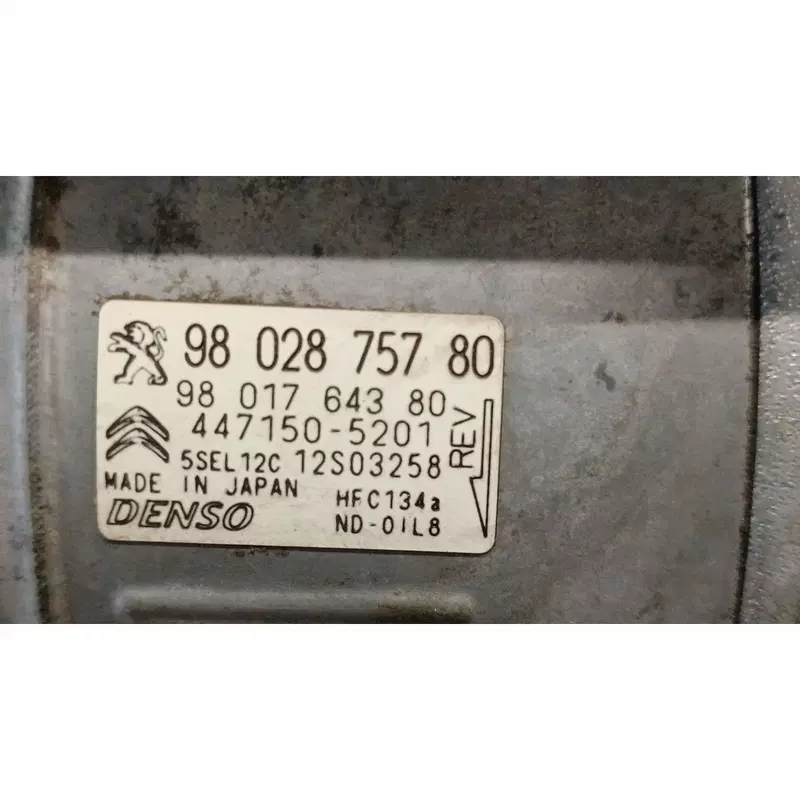 98 028 757 80
98 017 643 80
447150-5201
5SEL12C 12S03258
REV
MADE IN JAPAN HFC134a
DENSO ND-OIL8